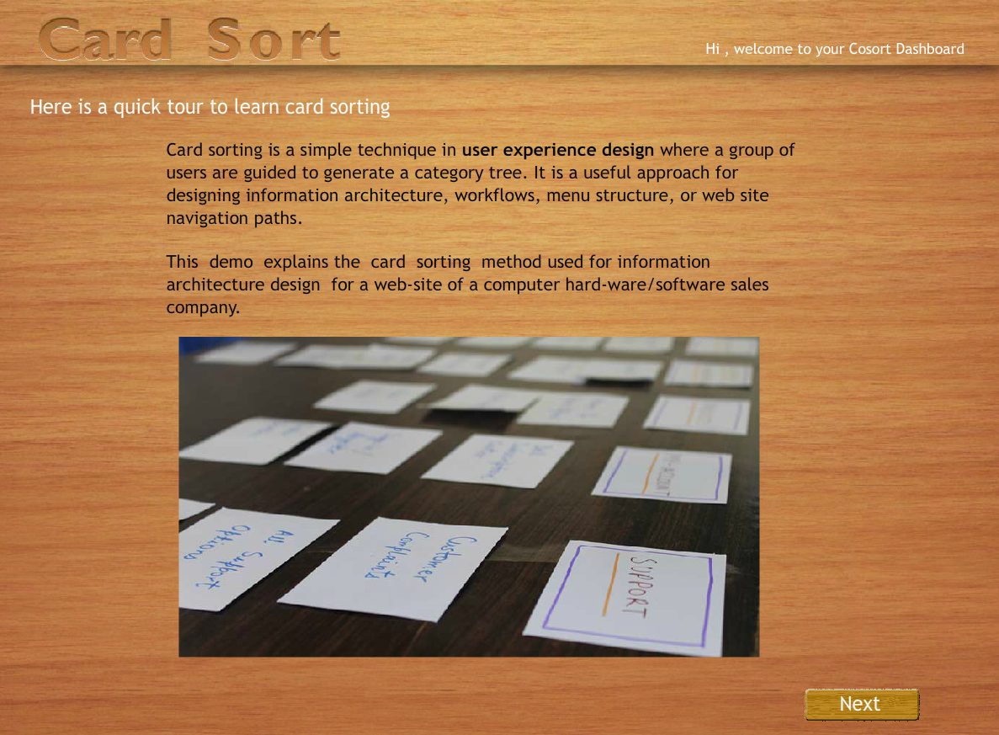 Card Sort
Hi , welcome to your Cosort Dashboard
Here is a quick tour to learn card sorting
Card sorting is a simple technique in user experience design where a group of
users are guided to generate a category tree. It is a useful approach for
designing information architecture, workflows, menu structure, or web site
navigation paths.
This demo explains the card sorting method used for information
architecture design for a web-site of a computer hard-ware/software sales
company.
MY-ACCOUNT
All Support
Options
Customer
Complaints
SUPPORT
Next